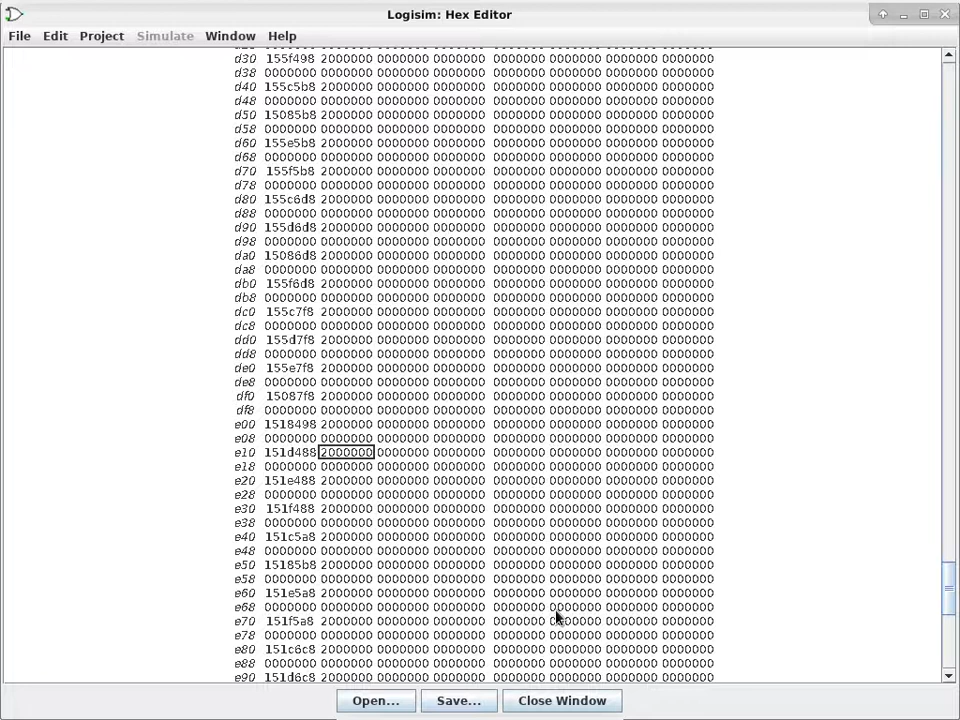 Logisim: Hex Editor
File Edit Project Simulate Window Help
d30 155f498 2000000 0000000 0000000 0000000 0000000 0000000 0000000
d38 0000000 0000000 0000000 0000000 0000000 0000000 0000000 0000000
d40 155c5b8 2000000 0000000 0000000 0000000 0000000 0000000 0000000
d48 0000000 0000000 0000000 0000000 0000000 0000000 0000000 0000000
d50 15085b8 2000000 0000000 0000000 0000000 0000000 0000000 0000000
d58 0000000 0000000 0000000 0000000 0000000 0000000 0000000 0000000
d60 155e5b8 2000000 0000000 0000000 0000000 0000000 0000000 0000000
d68 0000000 0000000 0000000 0000000 0000000 0000000 0000000 0000000
d70 155f5b8 2000000 0000000 0000000 0000000 0000000 0000000 0000000
d78 0000000 0000000 0000000 0000000 0000000 0000000 0000000 0000000
d80 155c6d8 2000000 0000000 0000000 0000000 0000000 0000000 0000000
d88 0000000 0000000 0000000 0000000 0000000 0000000 0000000 0000000
d90 155d6d8 2000000 0000000 0000000 0000000 0000000 0000000 0000000
d98 0000000 0000000 0000000 0000000 0000000 0000000 0000000 0000000
da0 15086d8 2000000 0000000 0000000 0000000 0000000 0000000 0000000
da8 0000000 0000000 0000000 0000000 0000000 0000000 0000000 0000000
db0 155f6d8 2000000 0000000 0000000 0000000 0000000 0000000 0000000
db8 0000000 0000000 0000000 0000000 0000000 0000000 0000000 0000000
dc0 155c7f8 2000000 0000000 0000000 0000000 0000000 0000000 0000000
dc8 0000000 0000000 0000000 0000000 0000000 0000000 0000000 0000000
dd0 155d7f8 2000000 0000000 0000000 0000000 0000000 0000000 0000000
dd8 0000000 0000000 0000000 0000000 0000000 0000000 0000000 0000000
de0 155e7f8 2000000 0000000 0000000 0000000 0000000 0000000 0000000
de8 0000000 0000000 0000000 0000000 0000000 0000000 0000000 0000000
df0 15087f8 2000000 0000000 0000000 0000000 0000000 0000000 0000000
df8 0000000 0000000 0000000 0000000 0000000 0000000 0000000 0000000
e00 1518498 2000000 0000000 0000000 0000000 0000000 0000000 0000000
e08 0000000 0000000 0000000 0000000 0000000 0000000 0000000 0000000
e10 151d488 2000000 0000000 0000000 0000000 0000000 0000000 0000000
e18 0000000 0000000 0000000 0000000 0000000 0000000 0000000 0000000
e20 151e488 2000000 0000000 0000000 0000000 0000000 0000000 0000000
e28 0000000 0000000 0000000 0000000 0000000 0000000 0000000 0000000
e30 151f488 2000000 0000000 0000000 0000000 0000000 0000000 0000000
e38 0000000 0000000 0000000 0000000 0000000 0000000 0000000 0000000
e40 151c5a8 2000000 0000000 0000000 0000000 0000000 0000000 0000000
e48 0000000 0000000 0000000 0000000 0000000 0000000 0000000 0000000
e50 15185b8 2000000 0000000 0000000 0000000 0000000 0000000 0000000
e58 0000000 0000000 0000000 0000000 0000000 0000000 0000000 0000000
e60 151e5a8 2000000 0000000 0000000 0000000 0000000 0000000 0000000
e68 0000000 0000000 0000000 0000000 0000000 0000000 0000000 0000000
e70 151f5a8 2000000 0000000 0000000 0000000 0000000 0000000 0000000
e78 0000000 0000000 0000000 0000000 0000000 0000000 0000000 0000000
e80 151c6c8 2000000 0000000 0000000 0000000 0000000 0000000 0000000
e88 0000000 0000000 0000000 0000000 0000000 0000000 0000000 0000000
e90 151d6c8 2000000 0000000 0000000 0000000 0000000 0000000 0000000
Open... Save... Close Window